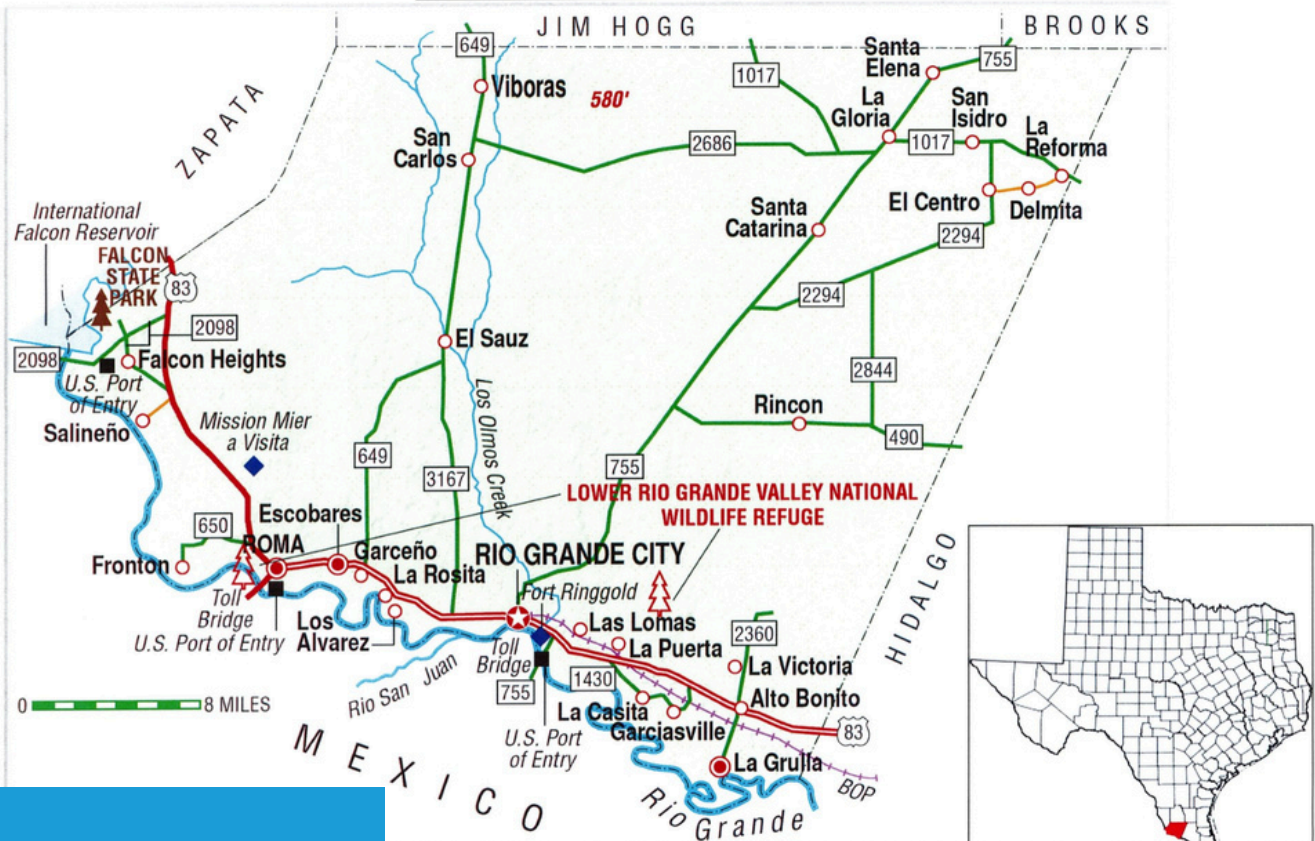 JIM HOGG
BROOKS
ZAPATA
649
Viboras
580'
1017
Santa
Elena
755
La
Gloria
1017
San
Isidro
La
Reforma
San
Carlos
2686
El Centro
Delmita
Santa
Catarina
2294
2294
International
Falcon Reservoir
FALCON
STATE
PARK
83
2098
2098
Falcon Heights
U.S. Port
of Entry
Salineño
El Sauz
Los Olmos Creek
2844
Rincon
490
Mission Mier
a Visita
649
3167
755
LOWER RIO GRANDE VALLEY NATIONAL
WILDLIFE REFUGE
HIDALGO
650
Fronton
ROMA
Escobares
Garceño
La Rosita
RIO GRANDE CITY
Fort Ringgold
Toll
Bridge
U.S. Port of Entry
Los
Alvarez
Rio San Juan
Toll
Bridge
755
U.S. Port
of Entry
Las Lomas
La Puerta
1430
La Casita
Garciasville
2360
La Victoria
Alto Bonito
83
La Grulla
BOP
0
8 MILES
MEXICO
Rio Grande